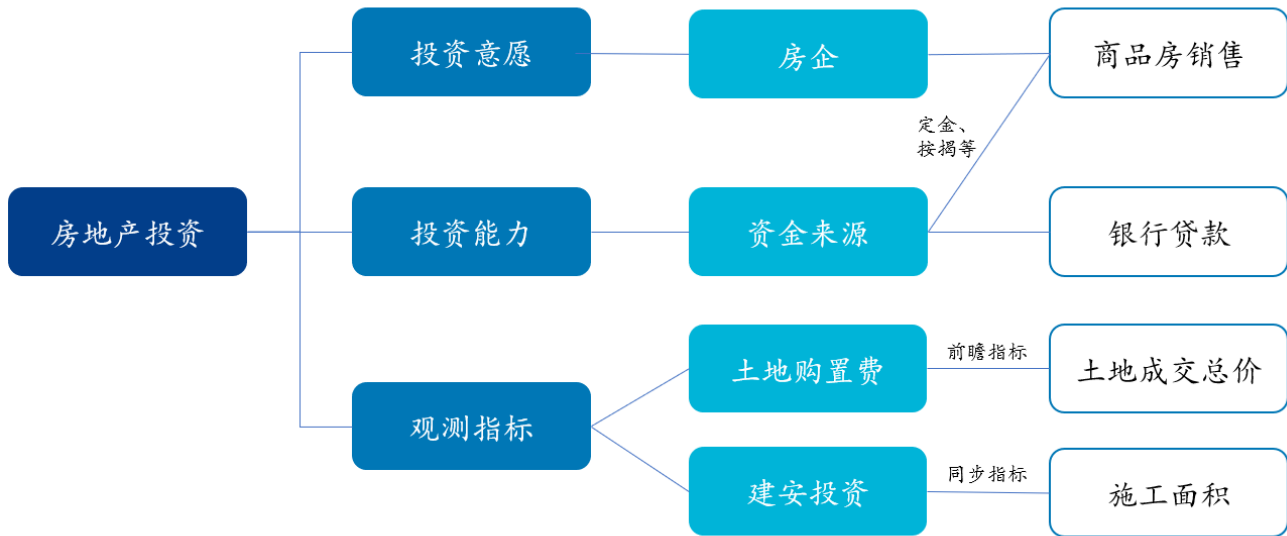 投资意愿
房企
商品房销售
定金、
按揭等
房地产投资
投资能力
资金来源
银行贷款
土地购置费
前瞻指标
土地成交总价
观测指标
建安投资
同步指标
施工面积